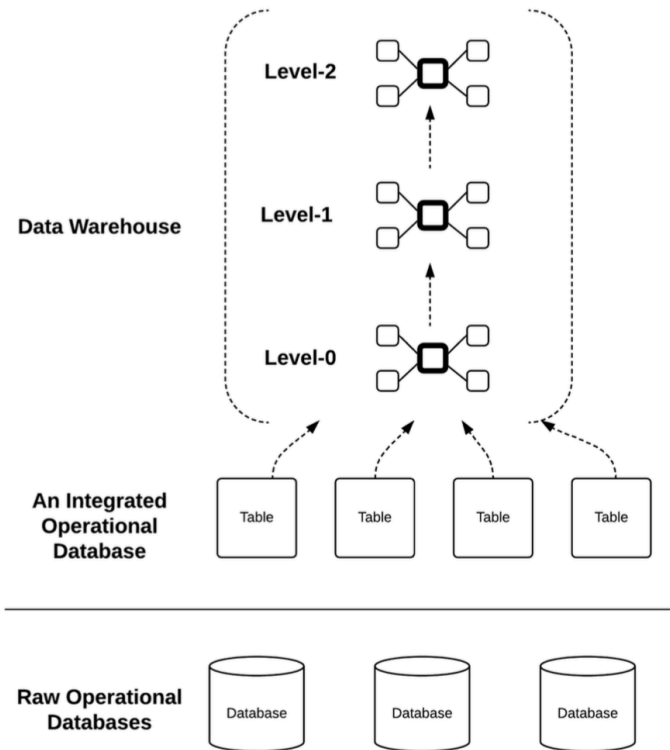 Level-2
Data Warehouse
Level-1
Level-0
An Integrated
Operational
Database
Table
Table
Table
Table
Raw Operational
Databases
Database
Database
Database